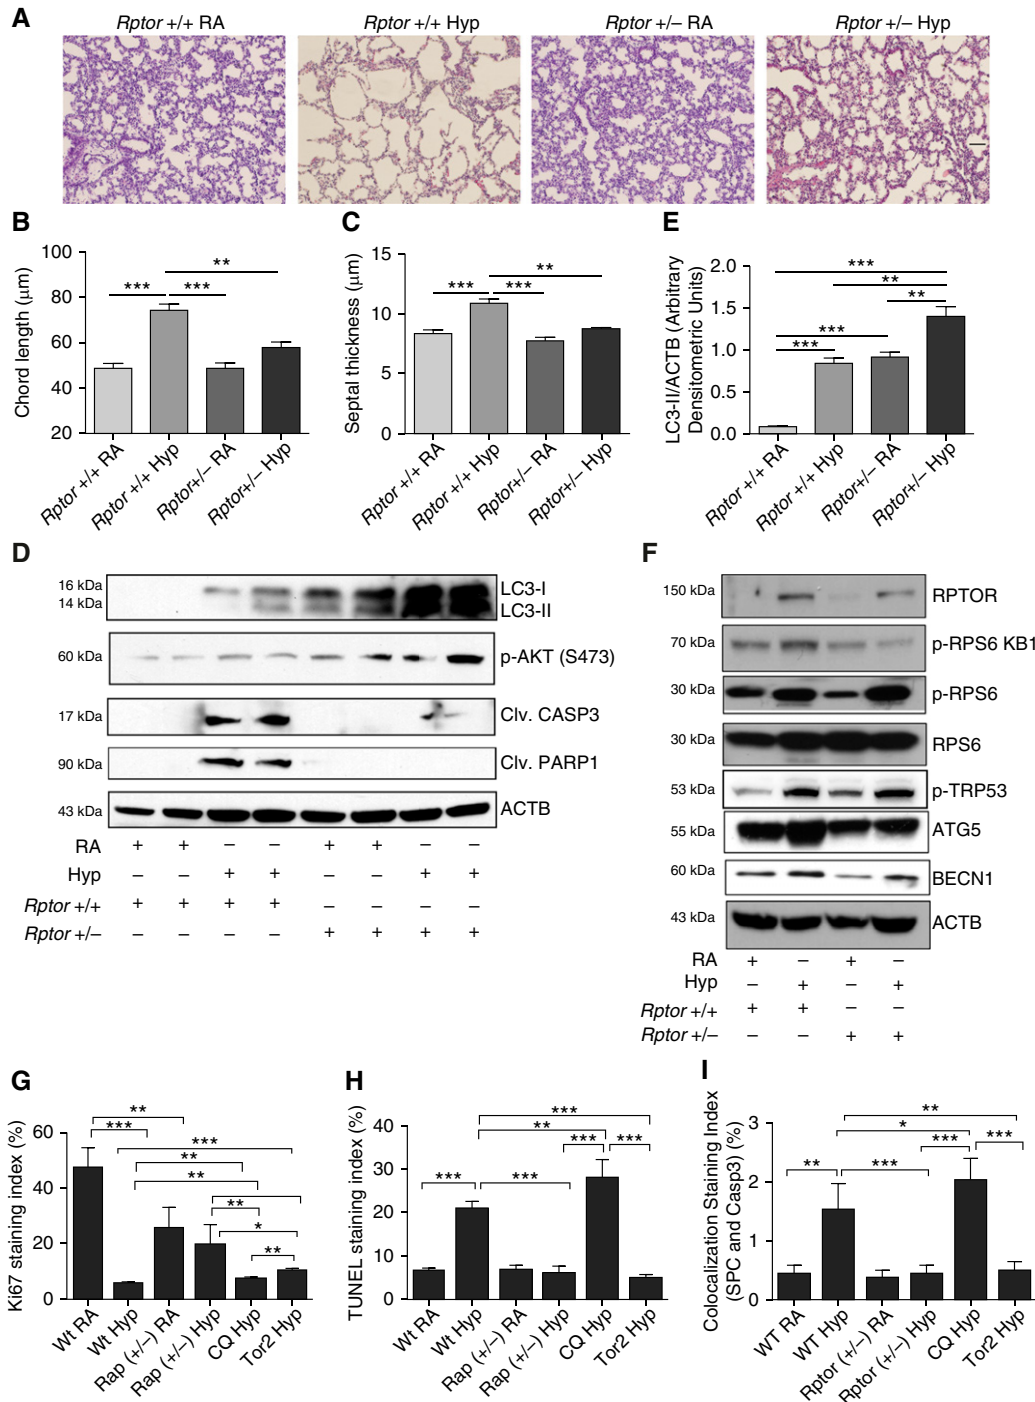 A
Rptor +/+ RA
Rptor +/+ Hyp
Rptor +/– RA
Rptor +/– Hyp
B
Chord length (μm)
100
80
60
40
20
***
***
**
Rptor +/+ RA
Rptor +/+ Hyp
Rptor+/– RA
Rptor+/– Hyp
C
Septal thickness (μm)
15
10
5
0
***
***
**
Rptor +/+ RA
Rptor +/+ Hyp
Rptor+/– RA
Rptor+/– Hyp
E
LC3-II/ACTB (Arbitrary
Densitometric Units)
2.0
1.5
1.0
0.5
0.0
***
**
**
***
***
Rptor +/+ RA
Rptor +/+ Hyp
Rptor+/– RA
Rptor+/– Hyp
D
16 kDa
14 kDa
LC3-I
LC3-II
60 kDa
p-AKT (S473)
17 kDa
Clv. CASP3
90 kDa
Clv. PARP1
43 kDa
ACTB
RA + + – – + + – –
Hyp – – + + – – + +
Rptor +/+ + + + + – – – –
Rptor +/– – – – – + + + +
F
150 kDa
RPTOR
70 kDa
p-RPS6 KB1
30 kDa
p-RPS6
30 kDa
RPS6
53 kDa
p-TRP53
55 kDa
ATG5
60 kDa
BECN1
43 kDa
ACTB
RA + – + –
Hyp – + – +
Rptor +/+ + + – –
Rptor +/– – – + +
G
Ki67 staining index (%)
60
40
20
0
**
***
***
**
**
**
*
**
Wt RA
Wt Hyp
Rap (+/–) RA
Rap (+/–) Hyp
CQ Hyp
Tor2 Hyp
H
TUNEL staining index (%)
40
30
20
10
0
***
**
***
***
***
***
Wt RA
Wt Hyp
Rap (+/–) RA
Rap (+/–) Hyp
CQ Hyp
Tor2 Hyp
I
Colocalization Staining Index
(SPC and Casp3) (%)
3
2
1
0
**
*
***
***
**
***
WT RA
WT Hyp
Rptor (+/–) RA
Rptor (+/–) Hyp
CQ Hyp
Tor2 Hyp